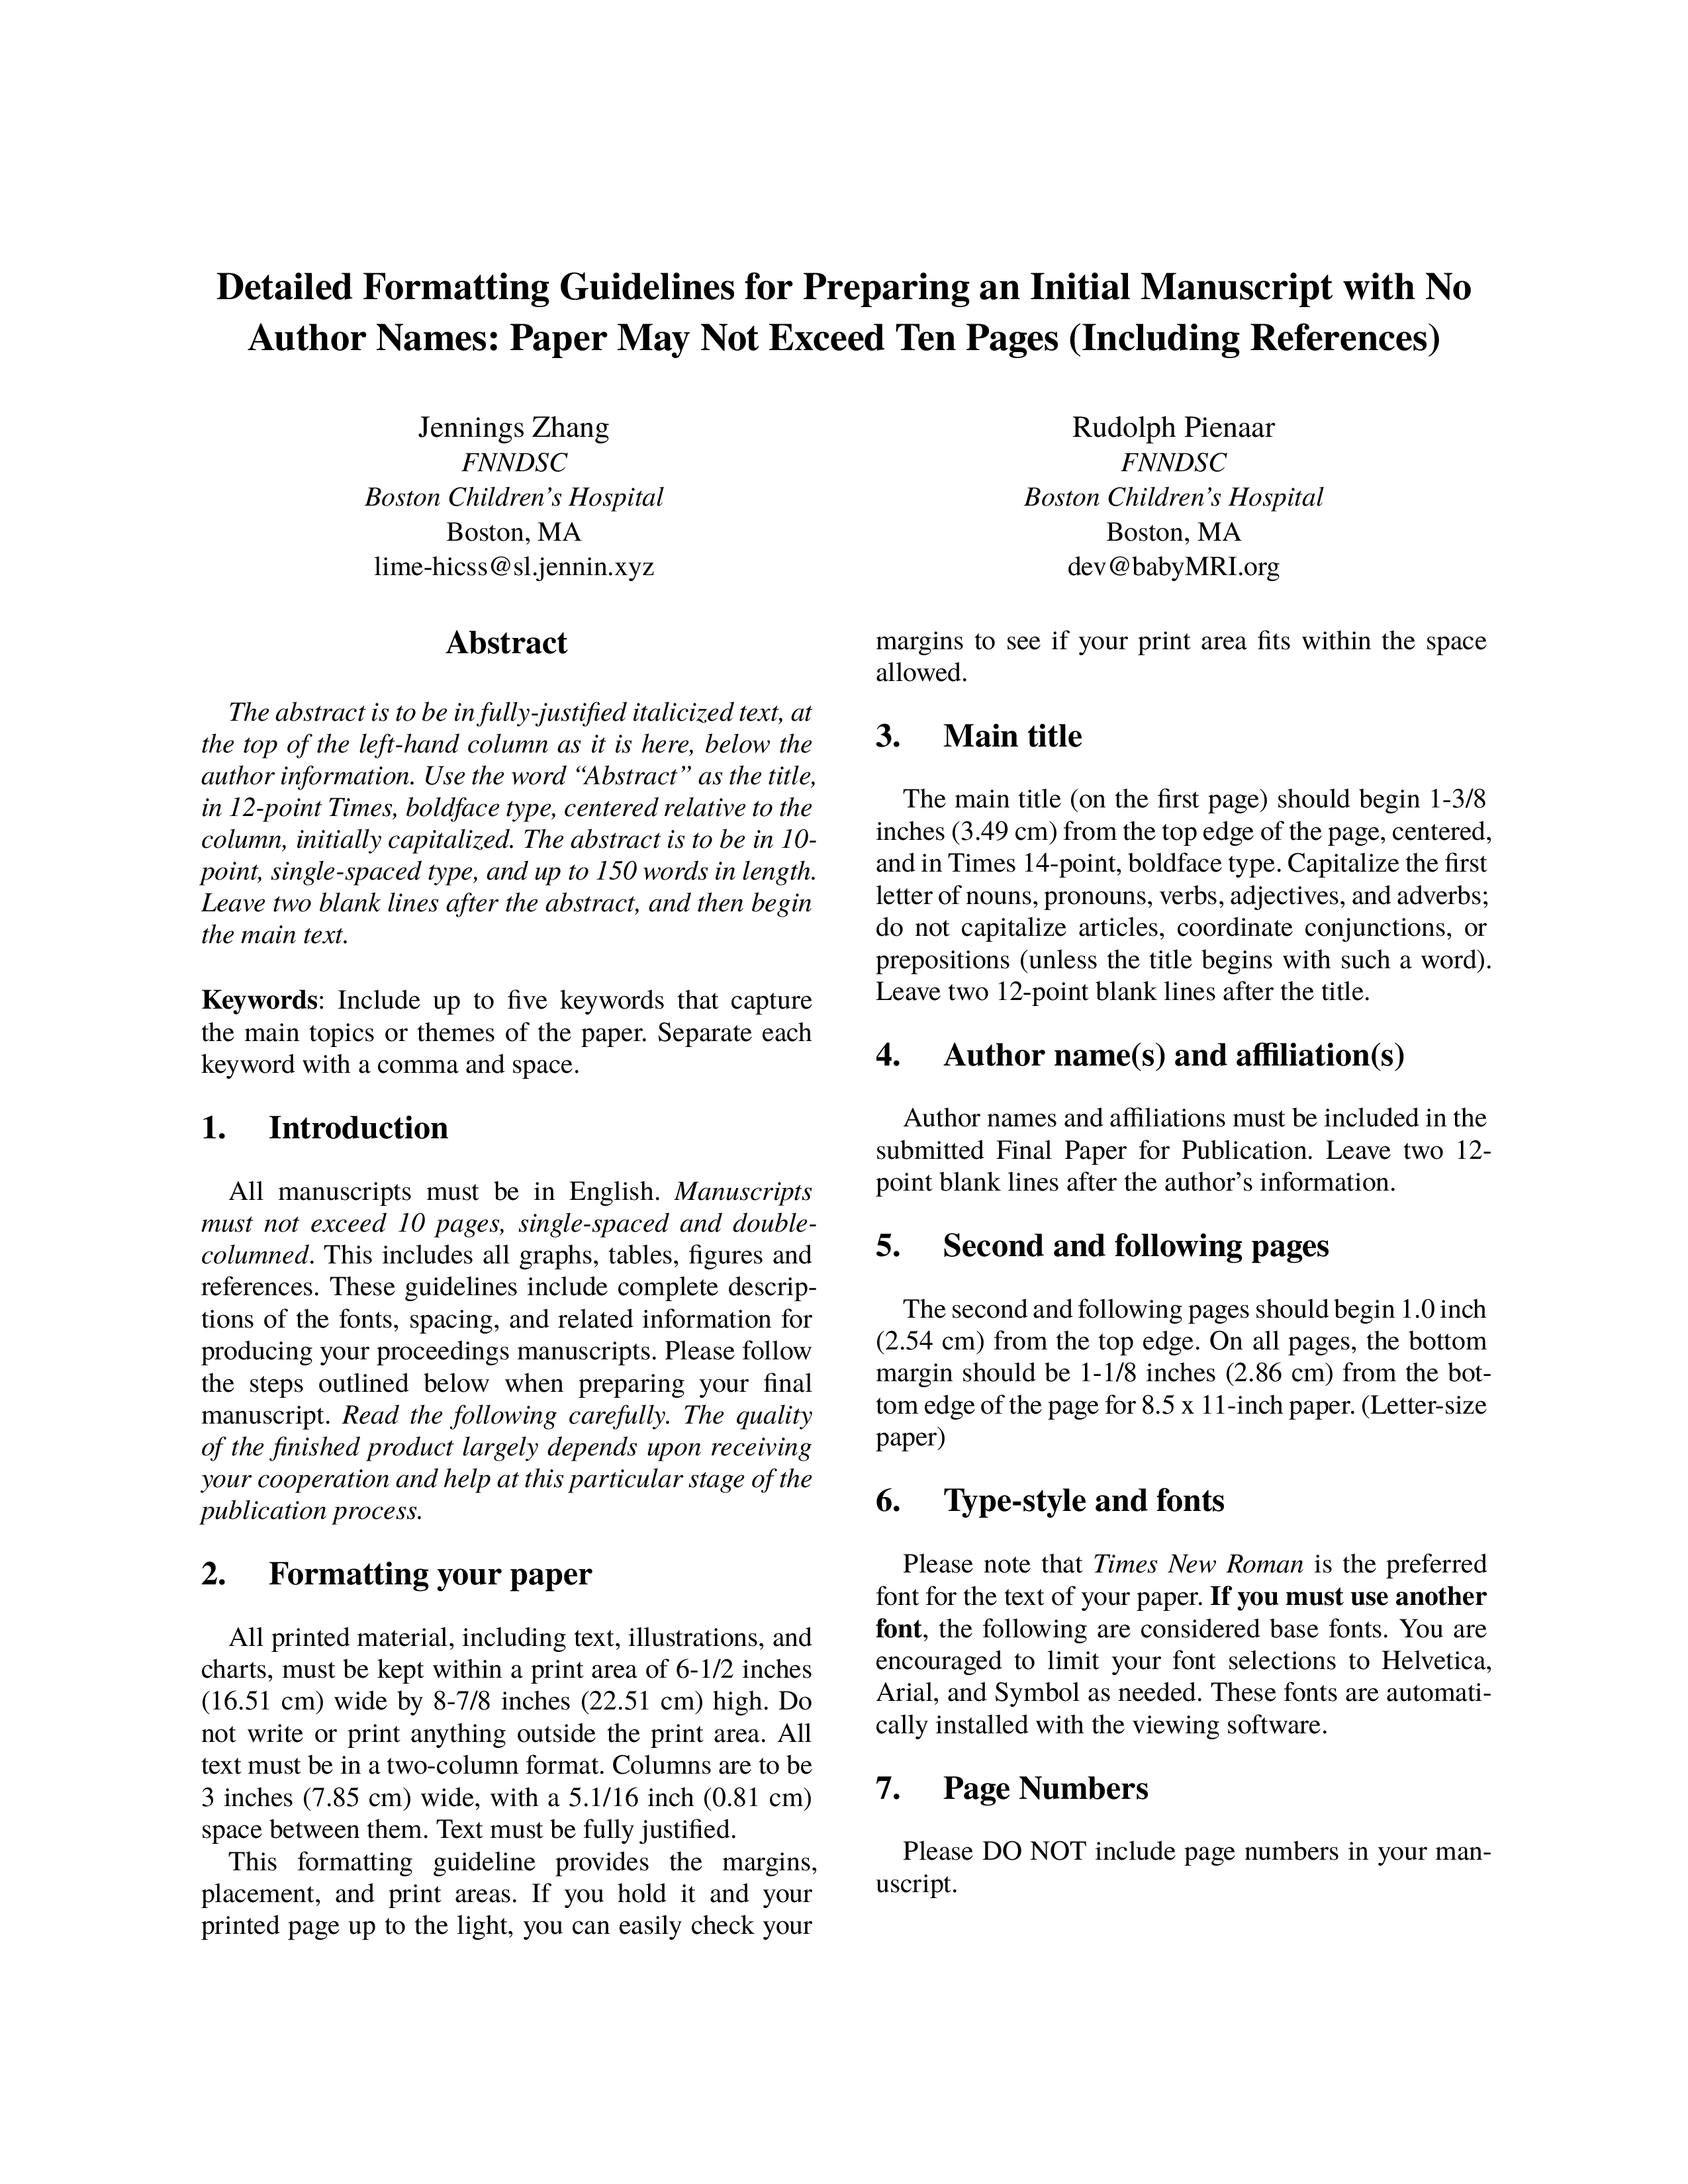 Detailed Formatting Guidelines for Preparing an Initial Manuscript with No
Author Names: Paper May Not Exceed Ten Pages (Including References)
Jennings Zhang
FNNDSC
Boston Children's Hospital
Boston, MA
lime-hicss@sl.jennin.xyz
Rudolph Pienaar
FNNDSC
Boston Children's Hospital
Boston, MA
dev@babyMRI.org
Abstract
The abstract is to be in fully-justified italicized text, at
the top of the left-hand column as it is here, below the
author information. Use the word “Abstract” as the title,
in 12-point Times, boldface type, centered relative to the
column, initially capitalized. The abstract is to be in 10-
point, single-spaced type, and up to 150 words in length.
Leave two blank lines after the abstract, and then begin
the main text.
Keywords: Include up to five keywords that capture
the main topics or themes of the paper. Separate each
keyword with a comma and space.
1. Introduction
All manuscripts must be in English. Manuscripts
must not exceed 10 pages, single-spaced and double-
columned. This includes all graphs, tables, figures and
references. These guidelines include complete descrip-
tions of the fonts, spacing, and related information for
producing your proceedings manuscripts. Please follow
the steps outlined below when preparing your final
manuscript. Read the following carefully. The quality
of the finished product largely depends upon receiving
your cooperation and help at this particular stage of the
publication process.
2. Formatting your paper
All printed material, including text, illustrations, and
charts, must be kept within a print area of 6-1/2 inches
(16.51 cm) wide by 8-7/8 inches (22.51 cm) high. Do
not write or print anything outside the print area. All
text must be in a two-column format. Columns are to be
3 inches (7.85 cm) wide, with a 5.1/16 inch (0.81 cm)
space between them. Text must be fully justified.
This formatting guideline provides the margins,
placement, and print areas. If you hold it and your
printed page up to the light, you can easily check your
margins to see if your print area fits within the space
allowed.
3. Main title
The main title (on the first page) should begin 1-3/8
inches (3.49 cm) from the top edge of the page, centered,
and in Times 14-point, boldface type. Capitalize the first
letter of nouns, pronouns, verbs, adjectives, and adverbs;
do not capitalize articles, coordinate conjunctions, or
prepositions (unless the title begins with such a word).
Leave two 12-point blank lines after the title.
4. Author name(s) and affiliation(s)
Author names and affiliations must be included in the
submitted Final Paper for Publication. Leave two 12-
point blank lines after the author's information.
5. Second and following pages
The second and following pages should begin 1.0 inch
(2.54 cm) from the top edge. On all pages, the bottom
margin should be 1-1/8 inches (2.86 cm) from the bot-
tom edge of the page for 8.5 x 11-inch paper. (Letter-size
paper)
6. Type-style and fonts
Please note that Times New Roman is the preferred
font for the text of your paper. If you must use another
font, the following are considered base fonts. You are
encouraged to limit your font selections to Helvetica,
Arial, and Symbol as needed. These fonts are automati-
cally installed with the viewing software.
7. Page Numbers
Please DO NOT include page numbers in your man-
uscript.